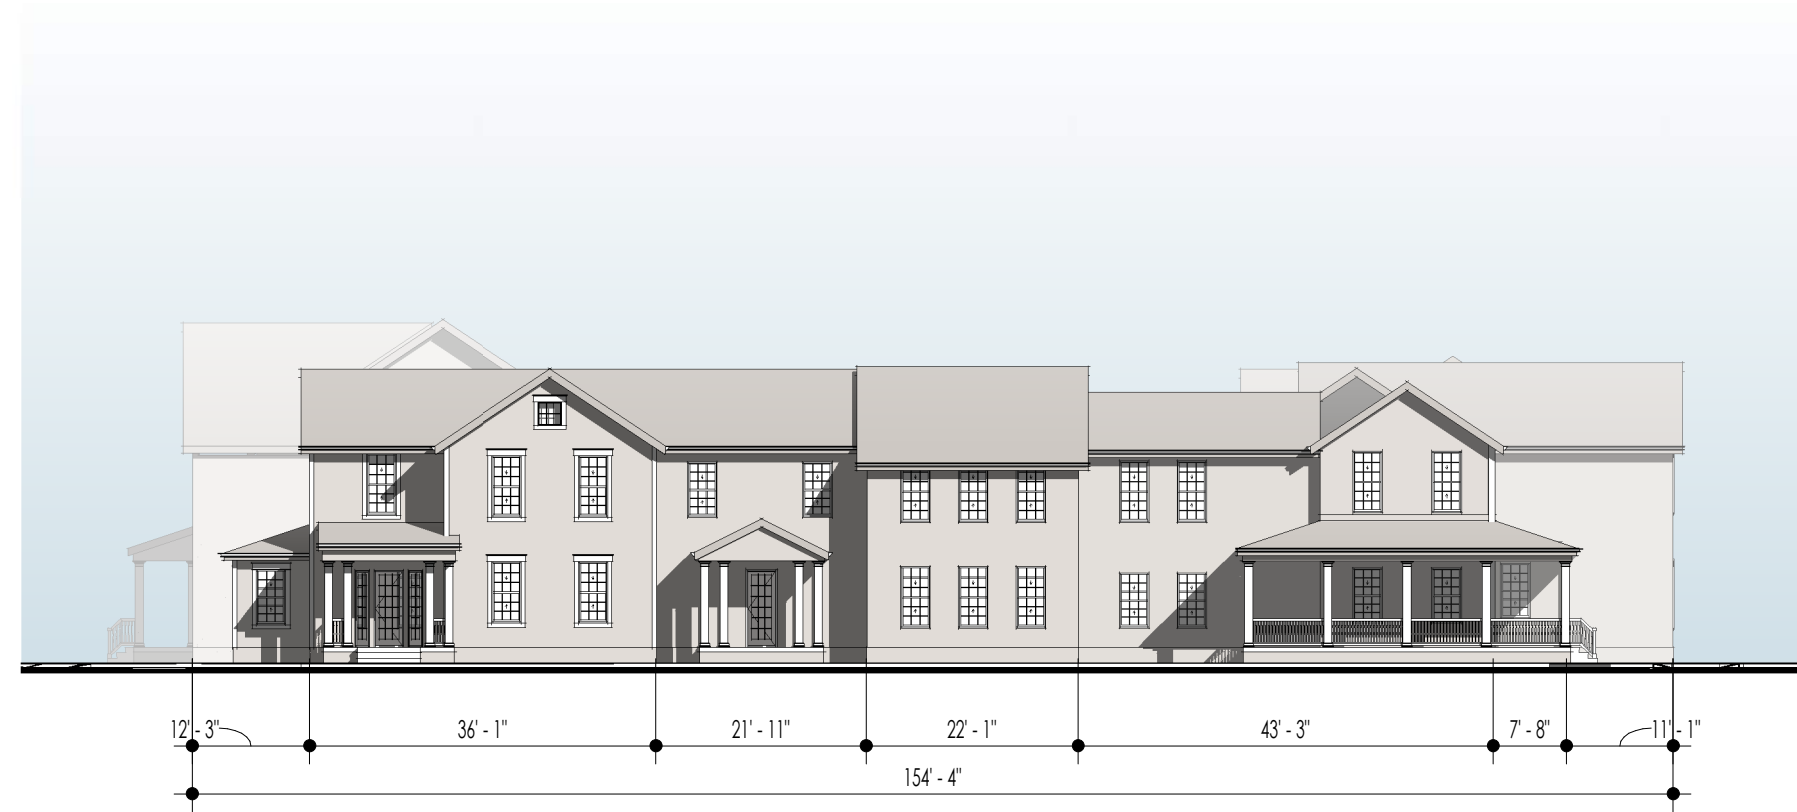 12' - 3" 36' - 1" 21' - 11" 22' - 1" 43' - 3" 7' - 8" 11' - 1"
154' - 4"